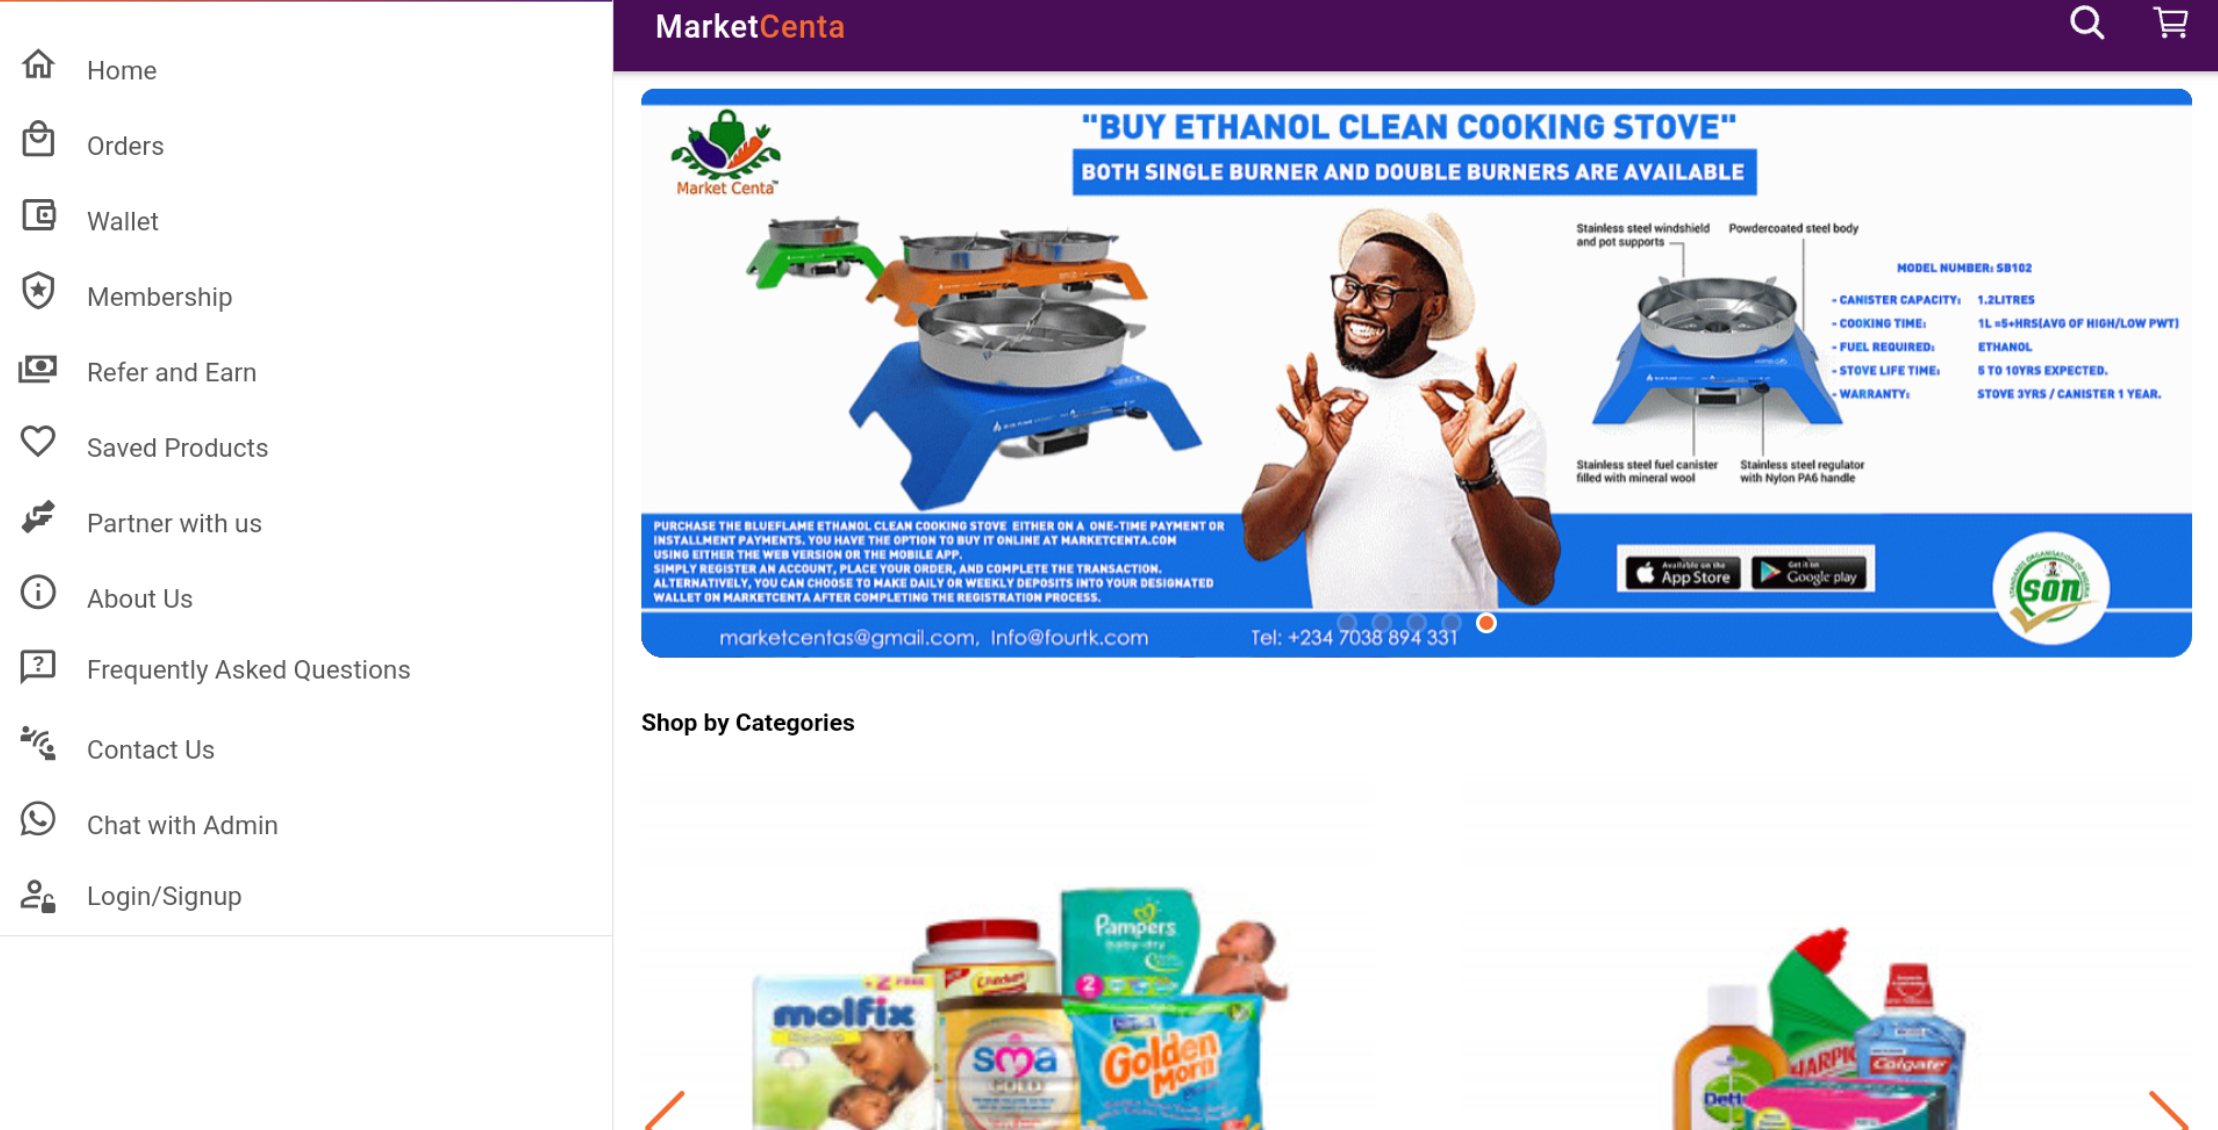 Home
Orders
Wallet
Membership
Refer and Earn
Saved Products
Partner with us
About Us
Frequently Asked Questions
Contact Us
Chat with Admin
Login/Signup
MarketCenta
Market Centa™
"BUY ETHANOL CLEAN COOKING STOVE"
BOTH SINGLE BURNER AND DOUBLE BURNERS ARE AVAILABLE
Stainless steel windshield
and pot supports
Powdercoated steel body
MODEL NUMBER: SB102
- CANISTER CAPACITY: 1.2LITRES
- COOKING TIME: 1L =5+HRS(AVG OF HIGH/LOW PWT)
- FUEL REQUIRED: ETHANOL
- STOVE LIFE TIME: 5 TO 10YRS EXPECTED.
- WARRANTY: STOVE 3YRS / CANISTER 1 YEAR.
Stainless steel fuel canister
filled with mineral wool
Stainless steel regulator
with Nylon PA6 handle
PURCHASE THE BLUEFLAME ETHANOL CLEAN COOKING STOVE EITHER ON A ONE-TIME PAYMENT OR
INSTALLMENT PAYMENTS. YOU HAVE THE OPTION TO BUY IT ONLINE AT MARKETCENTA.COM
USING EITHER THE WEB VERSION OR THE MOBILE APP.
SIMPLY REGISTER AN ACCOUNT, PLACE YOUR ORDER, AND COMPLETE THE TRANSACTION.
ALTERNATIVELY, YOU CAN CHOOSE TO MAKE DAILY OR WEEKLY DEPOSITS INTO YOUR DESIGNATED
WALLET ON MARKETCENTA AFTER COMPLETING THE REGISTRATION PROCESS.
Available on the
App Store
Get it on
Google play
SON
marketcentas@gmail.com, Info@fourtk.com
Tel: +234 7038 894 331
Shop by Categories
Pampers
baby-dry
2
+2 FREE
molfix
NEW
Checkers
sma
GOLD
Golden
Morn
HARPIC
Colgate
Dett